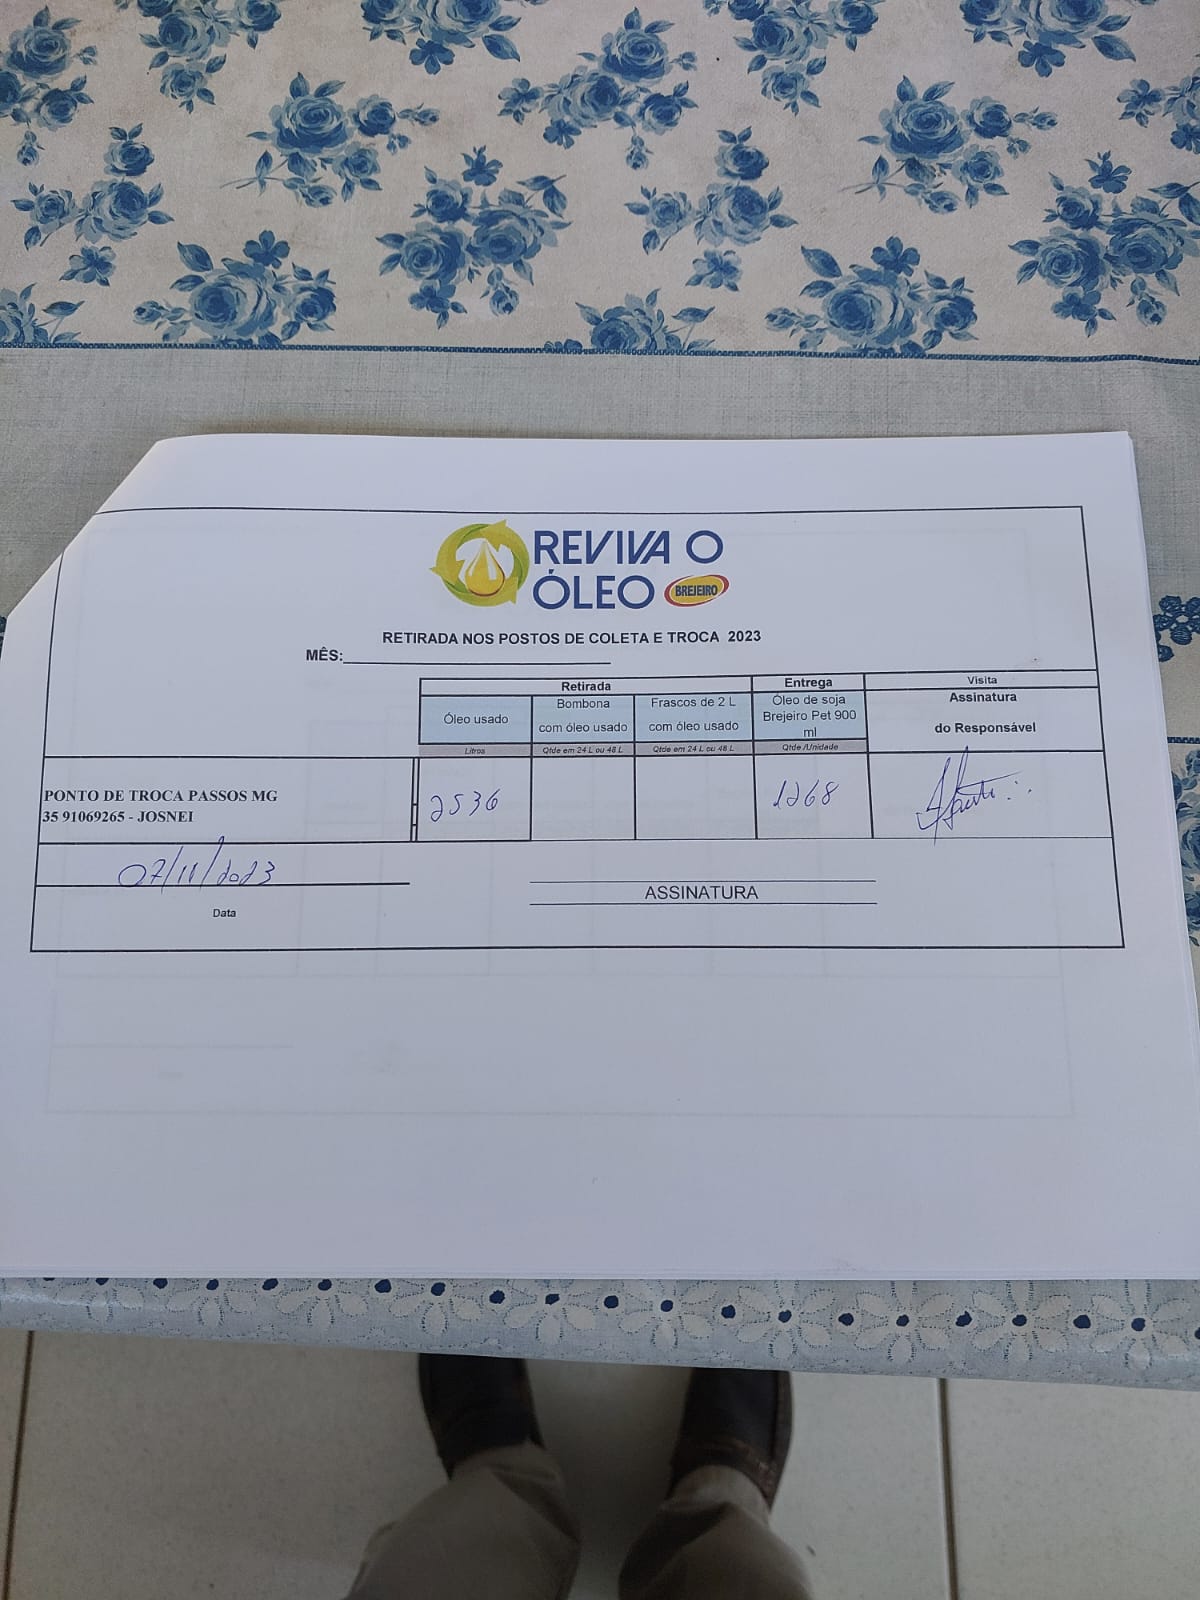 REVIVA O
ÓLEO BREJEIRO
RETIRADA NOS POSTOS DE COLETA E TROCA 2023
MÊS:
Retirada Entrega Visita
Óleo usado
Bombona
com óleo usado
Frascos de 2 L
com óleo usado
Óleo de soja
Brejeiro Pet 900
ml
Assinatura
do Responsável
Litros Qtde em 24 L ou 48 L Qtde em 24 L ou 48 L Qtde /Unidade
PONTO DE TROCA PASSOS MG
35 91069265 - JOSNEI
2536 1268
07/11/2023
Data
ASSINATURA